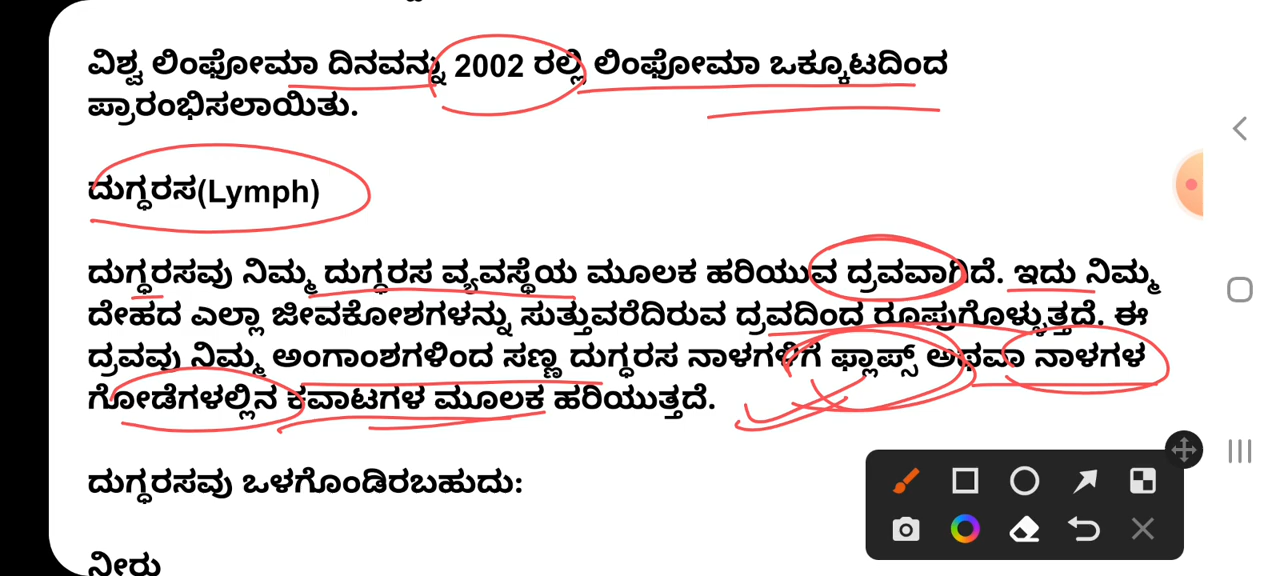 ವಿಶ್ವ ಲಿಂಫೋಮಾ ದಿನವನ್ನು 2002 ರಲ್ಲಿ ಲಿಂಫೋಮಾ ಒಕ್ಕೂಟದಿಂದ
ಪ್ರಾರಂಭಿಸಲಾಯಿತು.
ದುಗ್ಧರಸ(Lymph)
ದುಗ್ಧರಸವು ನಿಮ್ಮ ದುಗ್ಧರಸ ವ್ಯವಸ್ಥೆಯ ಮೂಲಕ ಹರಿಯುವ ದ್ರವವಾಗಿದೆ. ಇದು ನಿಮ್ಮ
ದೇಹದ ಎಲ್ಲಾ ಜೀವಕೋಶಗಳನ್ನು ಸುತ್ತುವರೆದಿರುವ ದ್ರವದಿಂದ ರೂಪುಗೊಳ್ಳುತ್ತದೆ. ಈ
ದ್ರವವು ನಿಮ್ಮ ಅಂಗಾಂಶಗಳಿಂದ ಸಣ್ಣ ದುಗ್ಧರಸ ನಾಳಗಳಿಗೆ ಫ್ಲಾಪ್ಸ್ ಅಥವಾ ನಾಳಗಳ
ಗೋಡೆಗಳಲ್ಲಿನ ಕವಾಟಗಳ ಮೂಲಕ ಹರಿಯುತ್ತದೆ.
ದುಗ್ಧರಸವು ಒಳಗೊಂಡಿರಬಹುದು:
ನೀರು